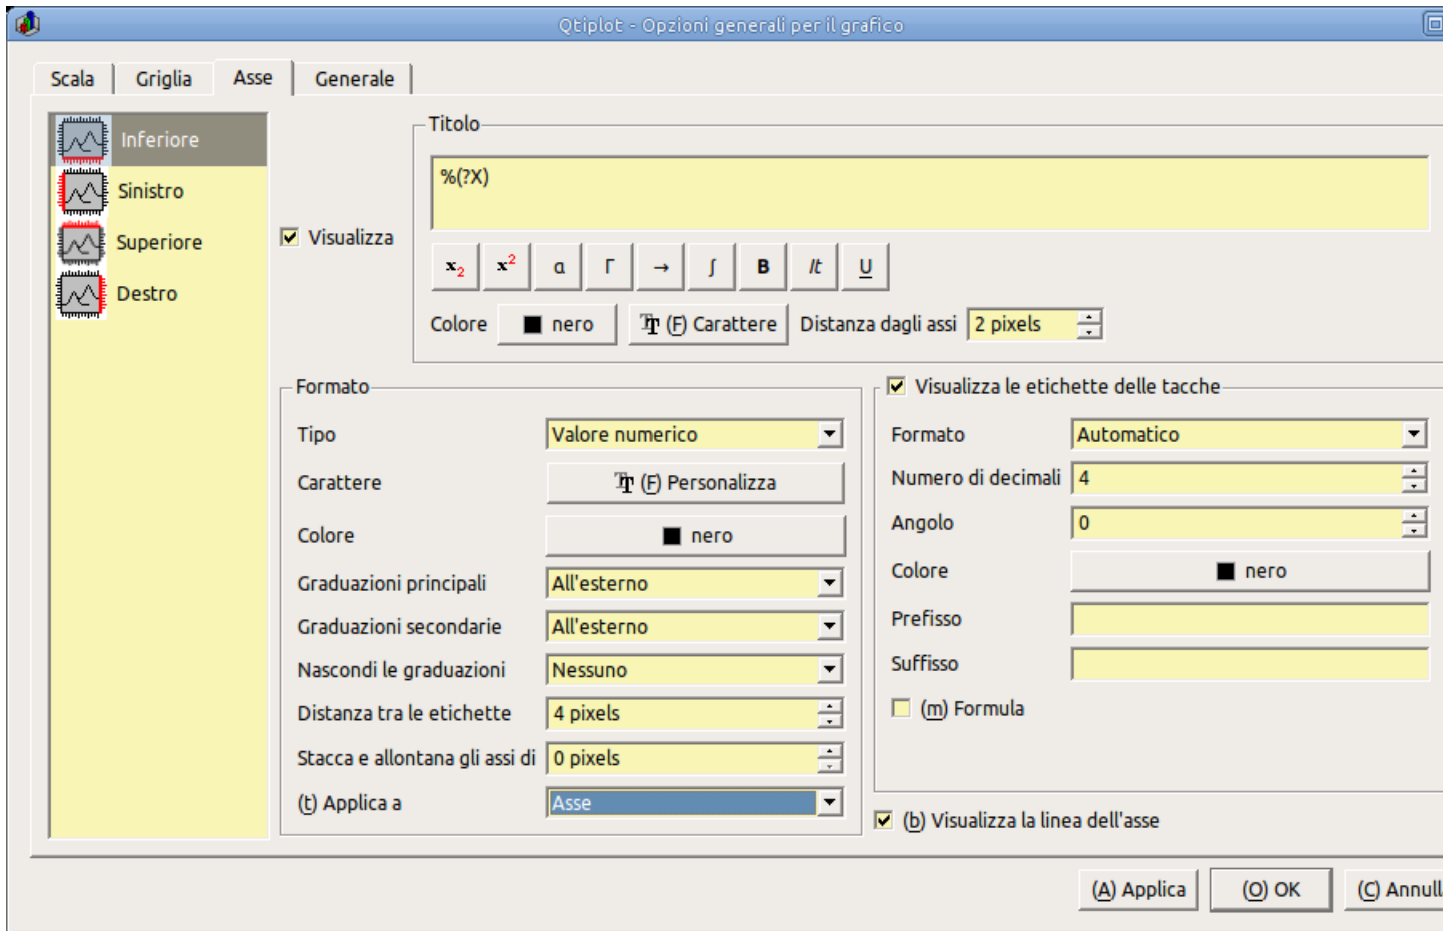 Qtiplot - Opzioni generali per il grafico
Scala Griglia Asse Generale
Inferiore
Sinistro
Superiore
Destro
Visualizza
Titolo
%(?X)
x2 x2 α Γ → ∫ B It U
Colore nero (F) Carattere Distanza dagli assi 2 pixels
Formato
Tipo Valore numerico
Carattere (F) Personalizza
Colore nero
Graduazioni principali All'esterno
Graduazioni secondarie All'esterno
Nascondi le graduazioni Nessuno
Distanza tra le etichette 4 pixels
Stacca e allontana gli assi di 0 pixels
(t) Applica a Asse
Visualizza le etichette delle tacche
Formato Automatico
Numero di decimali 4
Angolo 0
Colore nero
Prefisso
Suffisso
(m) Formula
(b) Visualizza la linea dell'asse
(A) Applica (O) OK (C) Annull